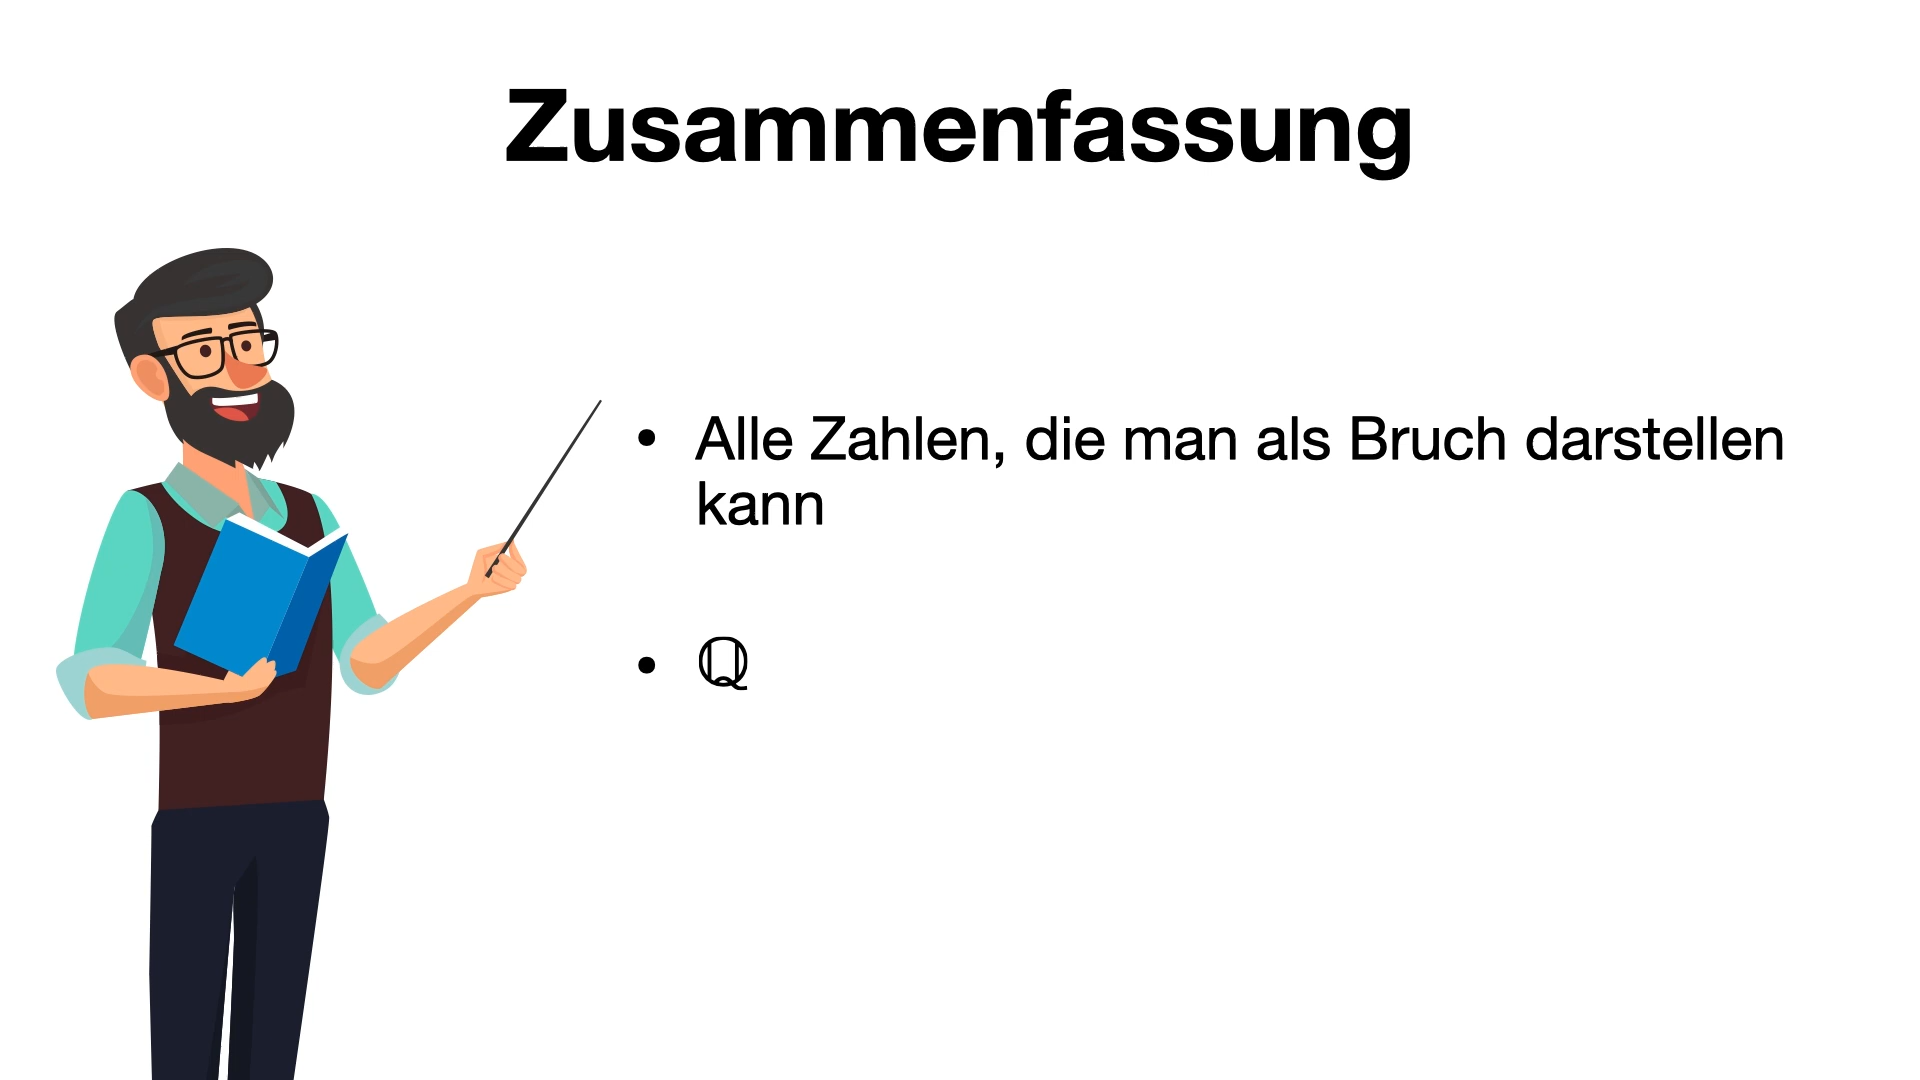 Zusammenfassung
• Alle Zahlen, die man als Bruch darstellen
kann
• ℚ